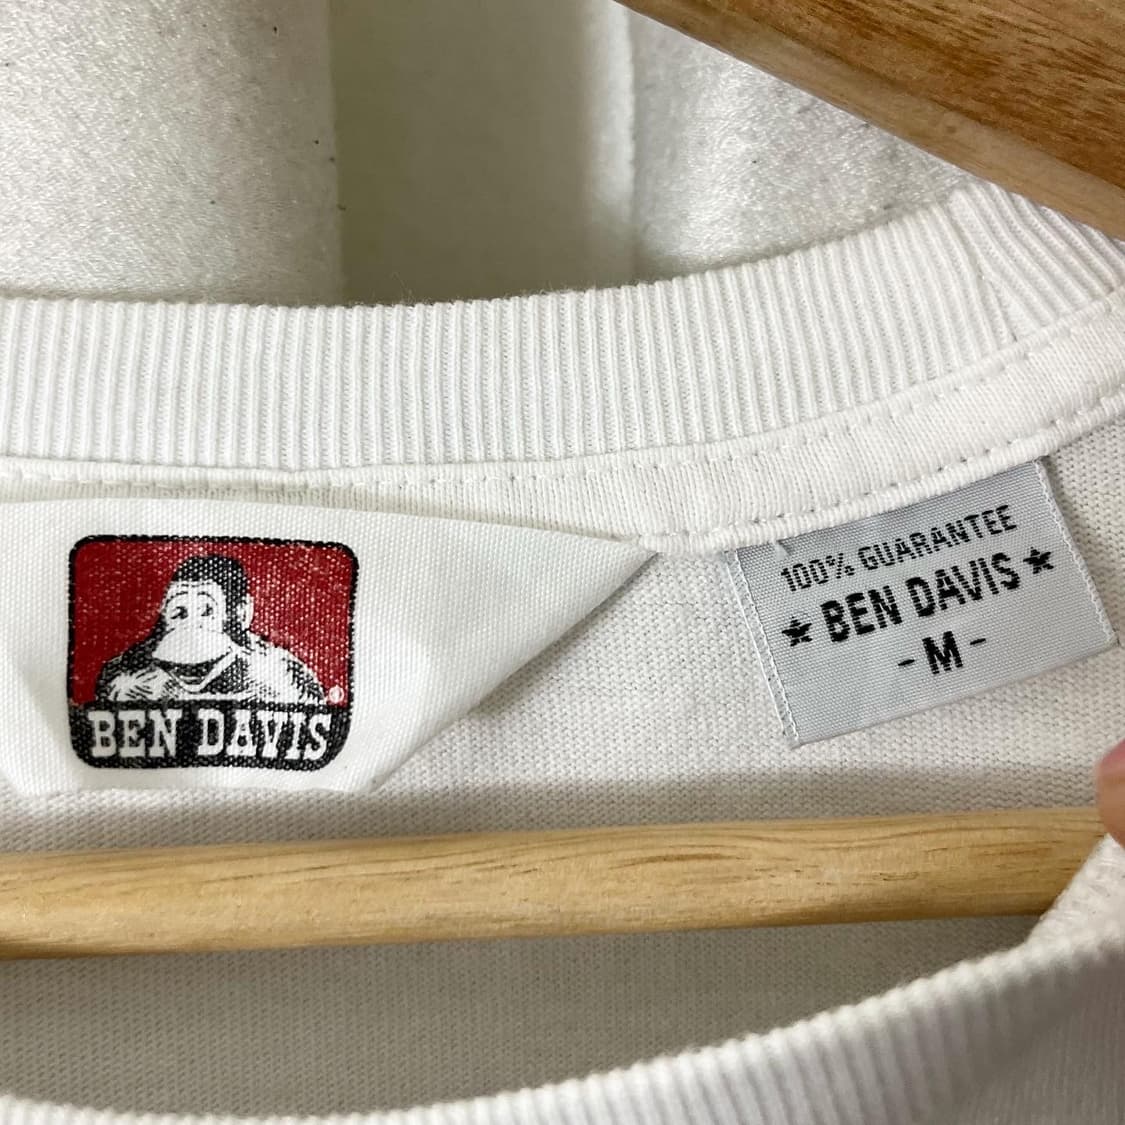 BEN DAVIS
100% GUARANTEE
★ BEN DAVIS ★
- M -